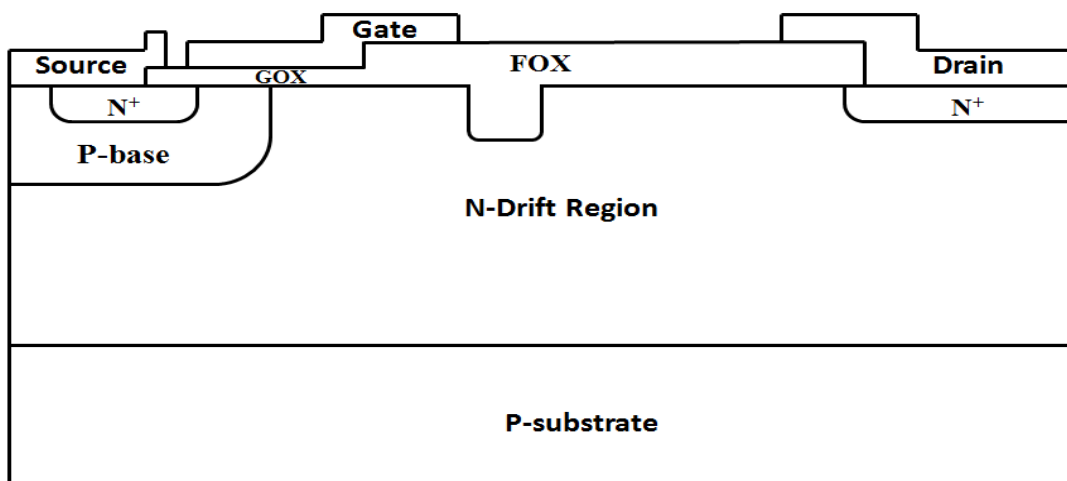 Gate
Source
GOX
FOX
Drain
N⁺
N⁺
P-base
N-Drift Region
P-substrate